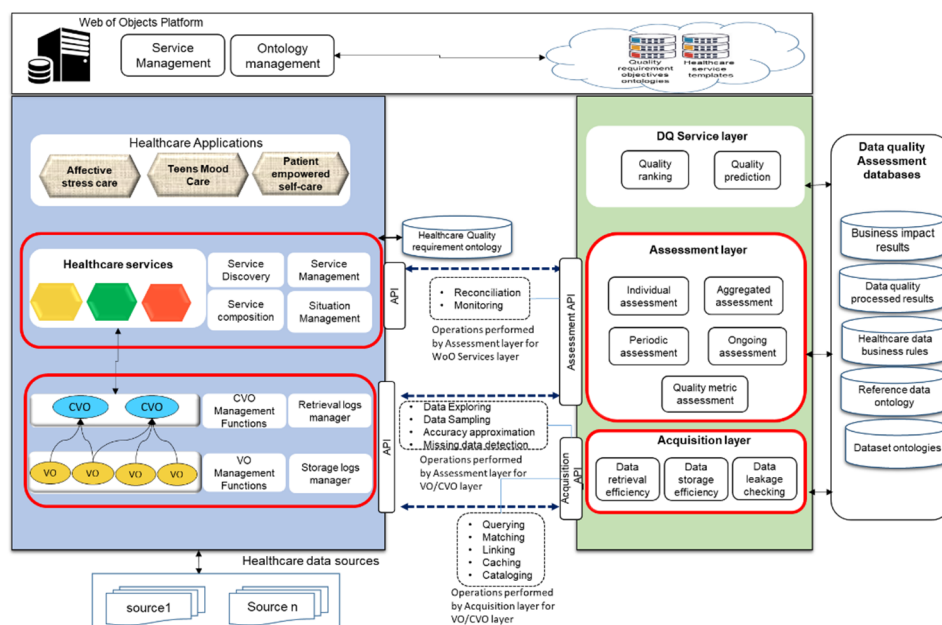 Web of Objects Platform
Service
Management
Ontology
management
Quality
requirement
objectives
ontologies
Healthcare
service
templates
Healthcare Applications
Affective
stress care
Teens Mood
Care
Patient
empowered
self-care
Healthcare services
Service
Discovery
Service
Management
Service
composition
Situation
Management
API
CVO
CVO
CVO
Management
Functions
Retrieval logs
manager
VO
VO
VO
VO
VO
Management
Functions
Storage logs
manager
API
Healthcare data sources
source1
Source n
Healthcare Quality
requirement ontology
• Reconciliation
• Monitoring
Operations performed
by Assessment layer for
WoO Services layer
• Data Exploring
• Data Sampling
• Accuracy approximation
• Missing data detection
Operations performed
by Assessment layer for
VO/CVO layer
• Querying
• Matching
• Linking
• Caching
• Cataloging
Operations performed
by Acquisition layer for
VO/CVO layer
Assessment API
Acquisition
API
DQ Service layer
Quality
ranking
Quality
prediction
Assessment layer
Individual
assessment
Aggregated
assessment
Periodic
assessment
Ongoing
assessment
Quality metric
assessment
Acquisition layer
Data
retrieval
efficiency
Data
storage
efficiency
Data
leakage
checking
Data quality
Assessment
databases
Business impact
results
Data quality
processed results
Healthcare data
business rules
Reference data
ontology
Dataset ontologies